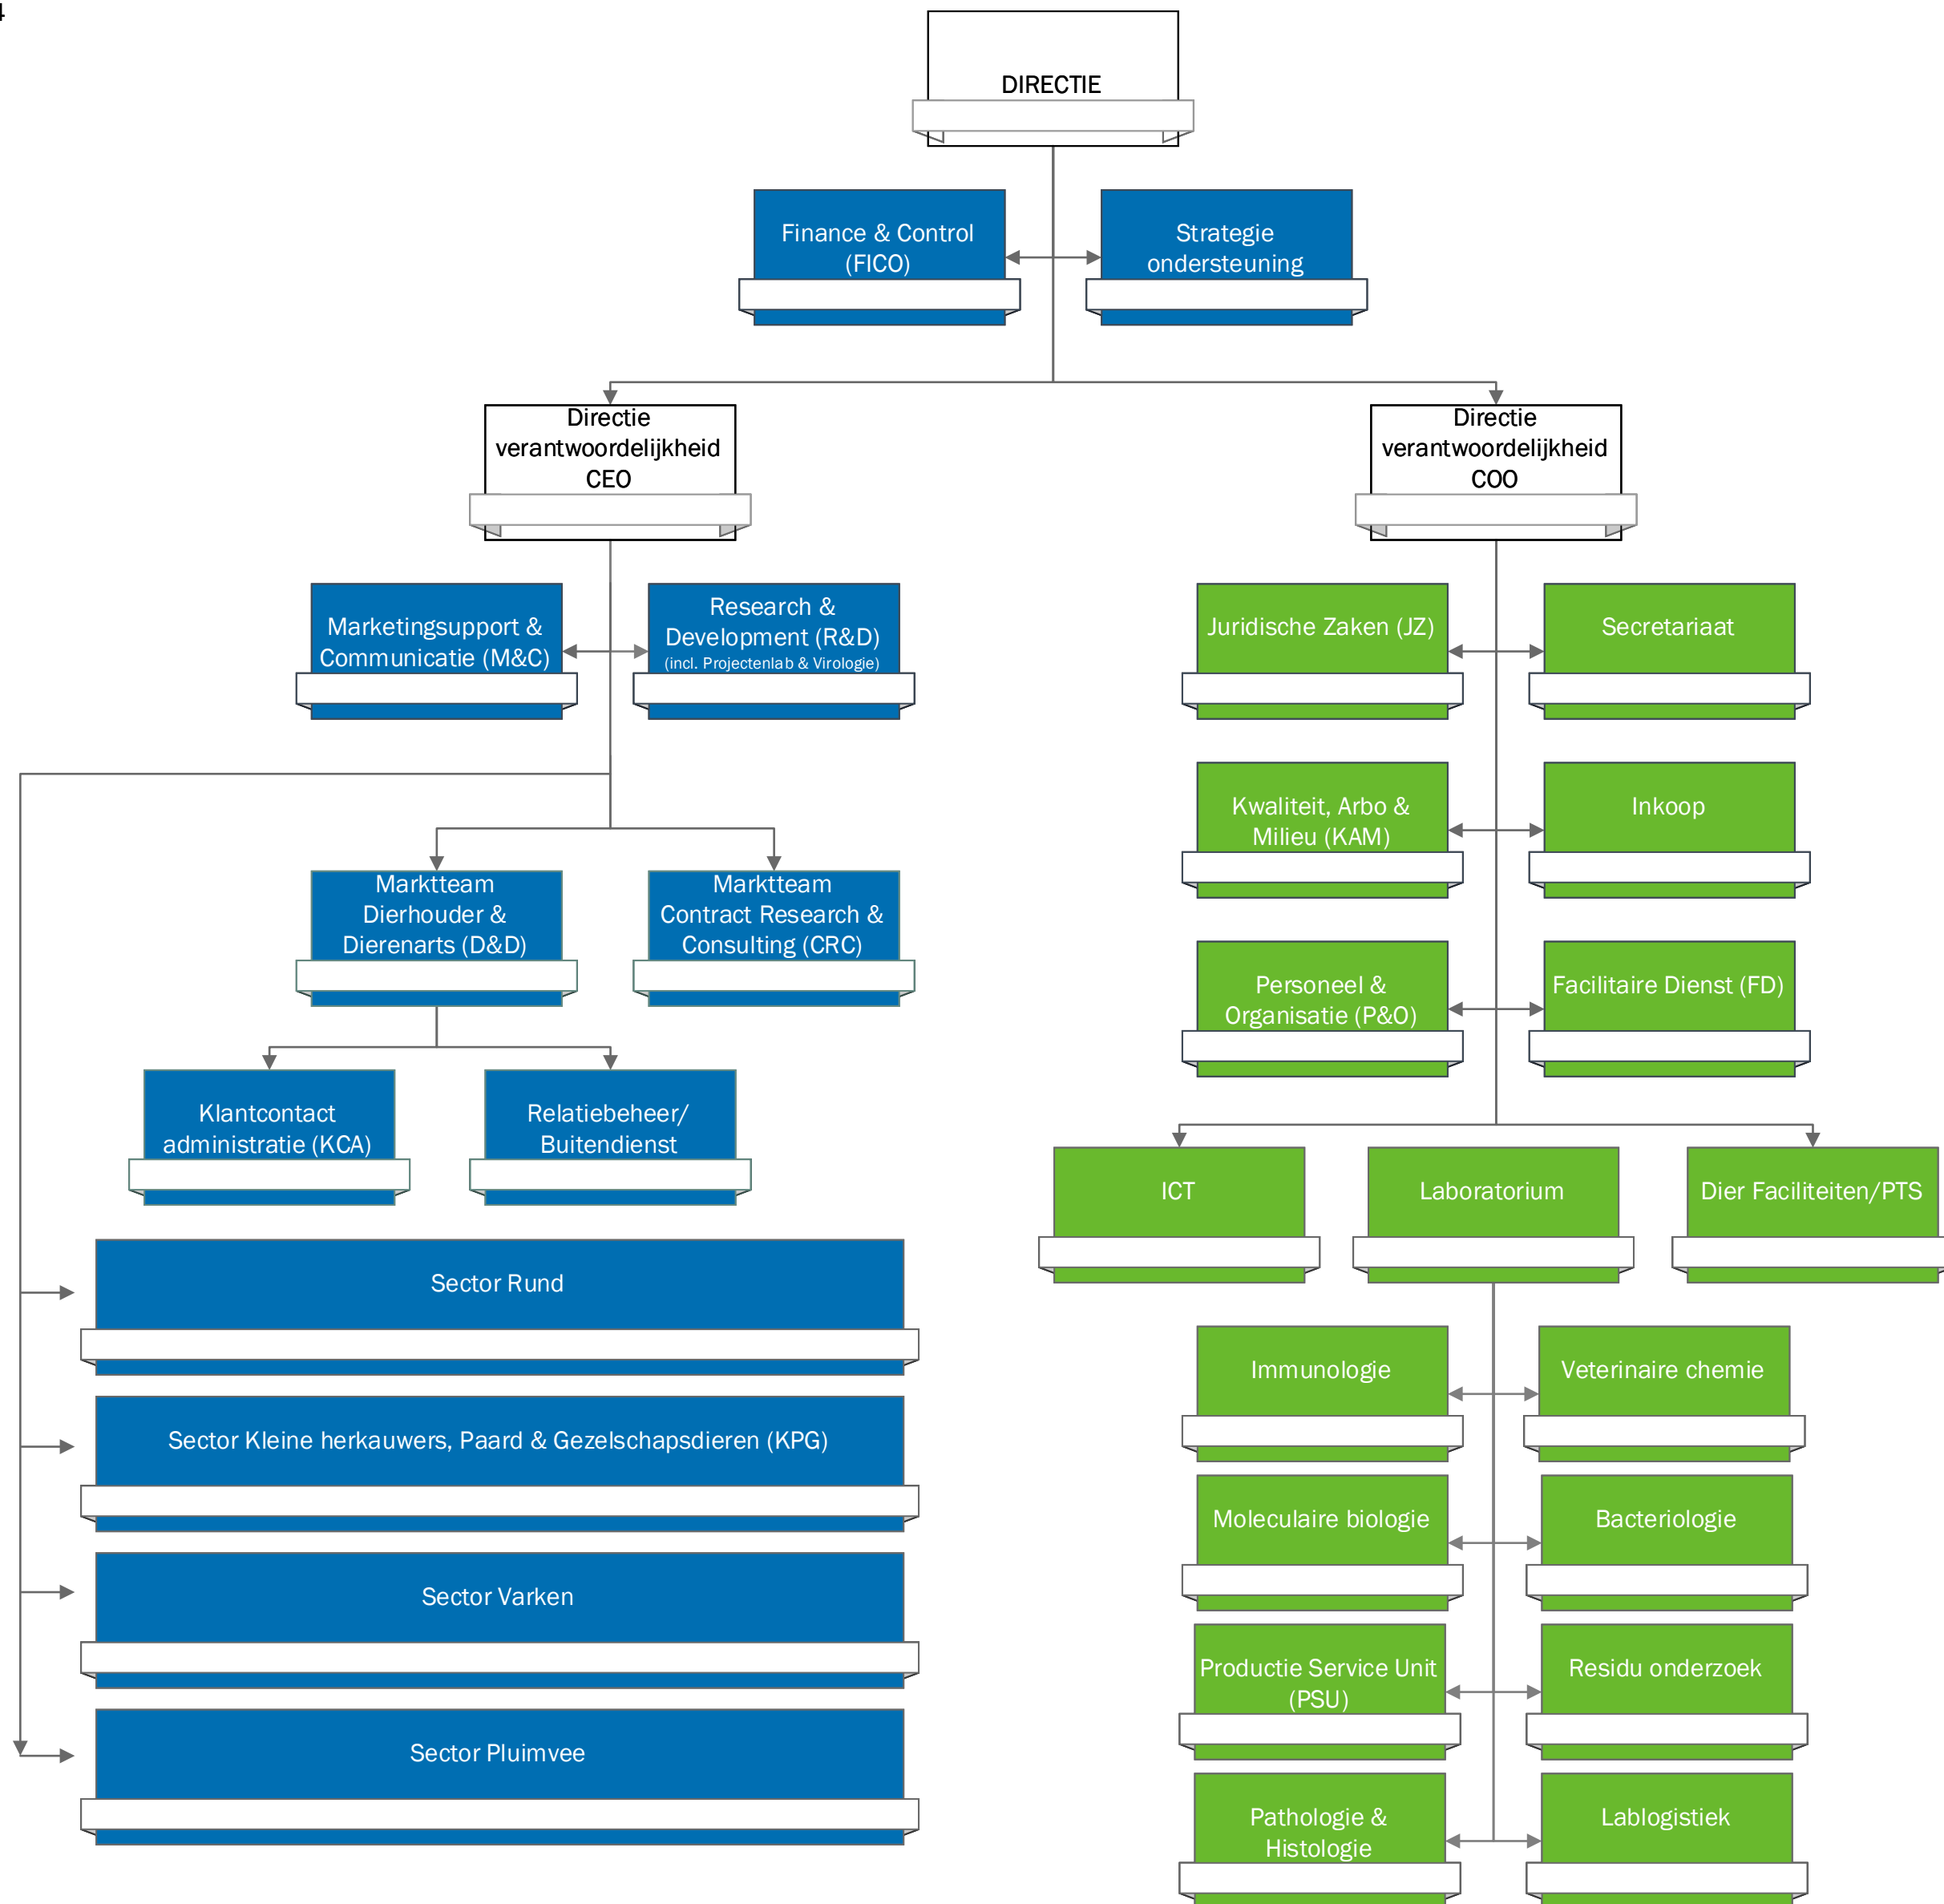 4
DIRECTIE
Finance & Control
(FICO)
Strategie
ondersteuning
Directie
verantwoordelijkheid
CEO
Directie
verantwoordelijkheid
COO
Marketingsupport &
Communicatie (M&C)
Research &
Development (R&D)
(incl. Projectenlab & Virologie)
Juridische Zaken (JZ)
Secretariaat
Kwaliteit, Arbo &
Milieu (KAM)
Inkoop
Marktteam
Dierhouder &
Dierenarts (D&D)
Marktteam
Contract Research &
Consulting (CRC)
Personeel &
Organisatie (P&O)
Facilitaire Dienst (FD)
Klantcontact
administratie (KCA)
Relatiebeheer/
Buitendienst
ICT
Laboratorium
Dier Faciliteiten/PTS
Sector Rund
Sector Kleine herkauwers, Paard & Gezelschapsdieren (KPG)
Sector Varken
Sector Pluimvee
Immunologie
Veterinaire chemie
Moleculaire biologie
Bacteriologie
Productie Service Unit
(PSU)
Residu onderzoek
Pathologie &
Histologie
Lablogistiek